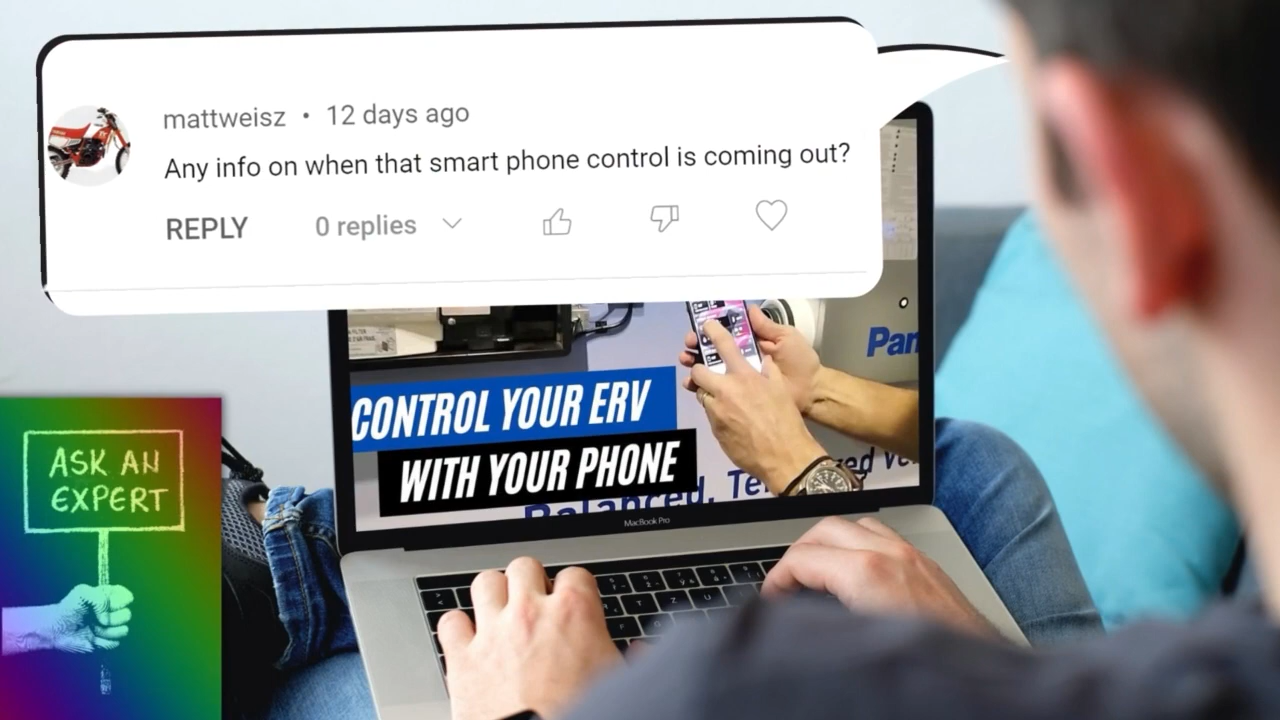 mattweisz • 12 days ago
Any info on when that smart phone control is coming out?
REPLY 0 replies
CONTROL YOUR ERV
WITH YOUR PHONE
Balanced,
MacBook Pro
ASK AN
EXPERT